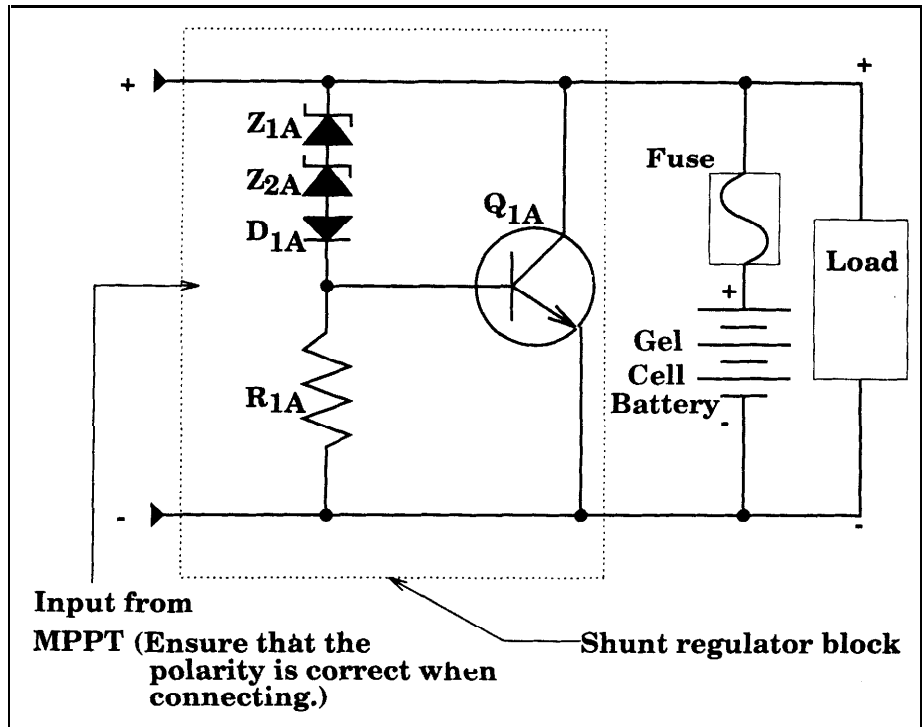 +
+
Z1A
Z2A
D1A
Q1A
Fuse
+
Load
Gel
Cell
Battery
-
R1A
-
-
Input from
MPPT (Ensure that the
polarity is correct when
connecting.)
Shunt regulator block